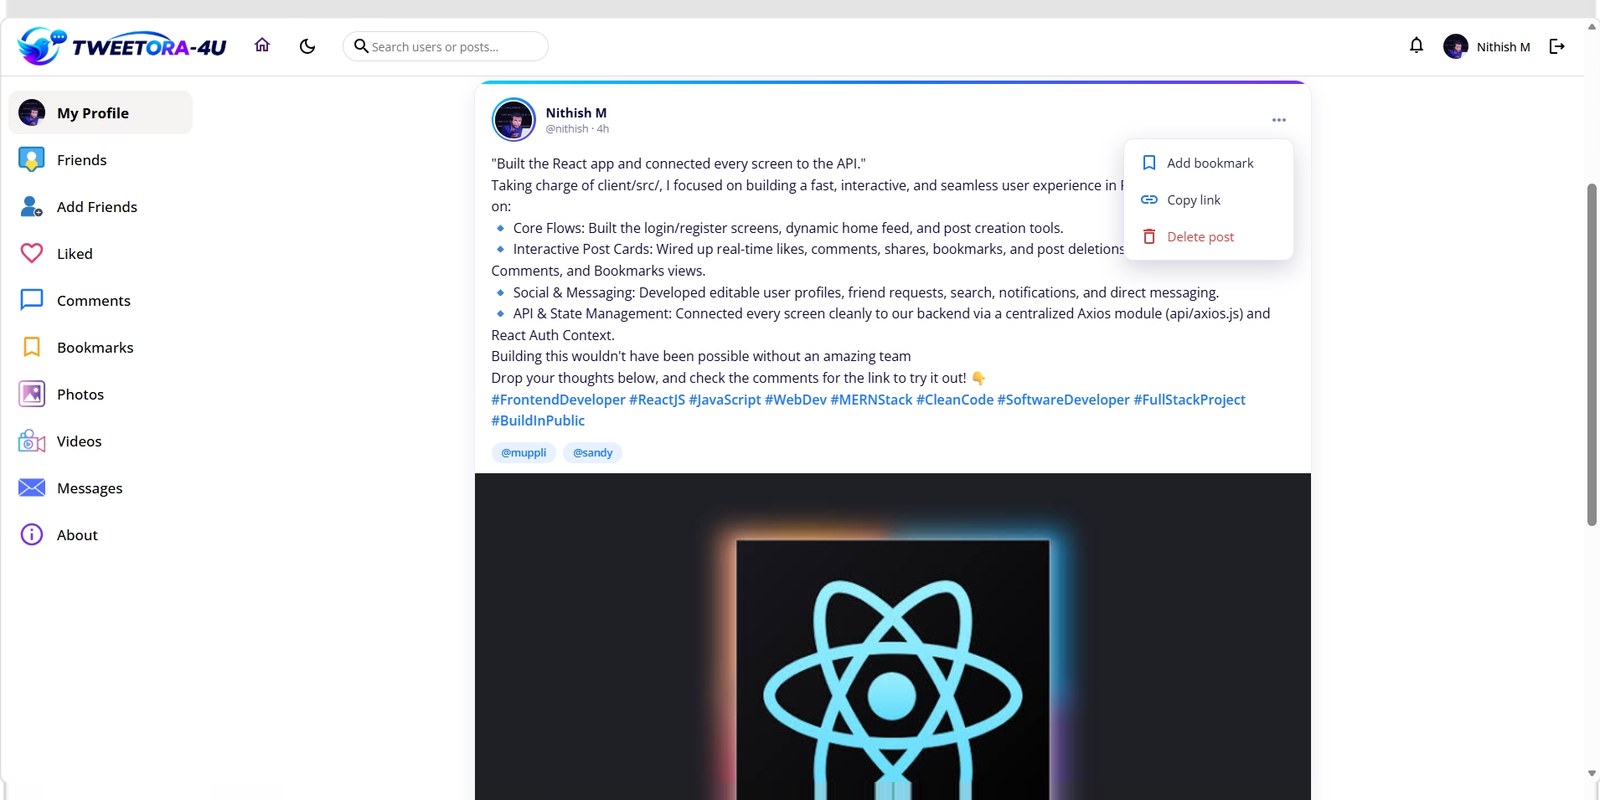 TWEETORA-4U
Search users or posts...
Nithish M
My Profile
Friends
Add Friends
Liked
Comments
Bookmarks
Photos
Videos
Messages
About
Nithish M
@nithish · 4h
"Built the React app and connected every screen to the API."
Taking charge of client/src/, I focused on building a fast, interactive, and seamless user experience in
on:
🔹 Core Flows: Built the login/register screens, dynamic home feed, and post creation tools.
🔹 Interactive Post Cards: Wired up real-time likes, comments, shares, bookmarks, and post deletions
Comments, and Bookmarks views.
🔹 Social & Messaging: Developed editable user profiles, friend requests, search, notifications, and direct messaging.
🔹 API & State Management: Connected every screen cleanly to our backend via a centralized Axios module (api/axios.js) and
React Auth Context.
Building this wouldn't have been possible without an amazing team
Drop your thoughts below, and check the comments for the link to try it out! 👇
#FrontendDeveloper #ReactJS #JavaScript #WebDev #MERNStack #CleanCode #SoftwareDeveloper #FullStackProject
#BuildInPublic
@muppli @sandy
Add bookmark
Copy link
Delete post